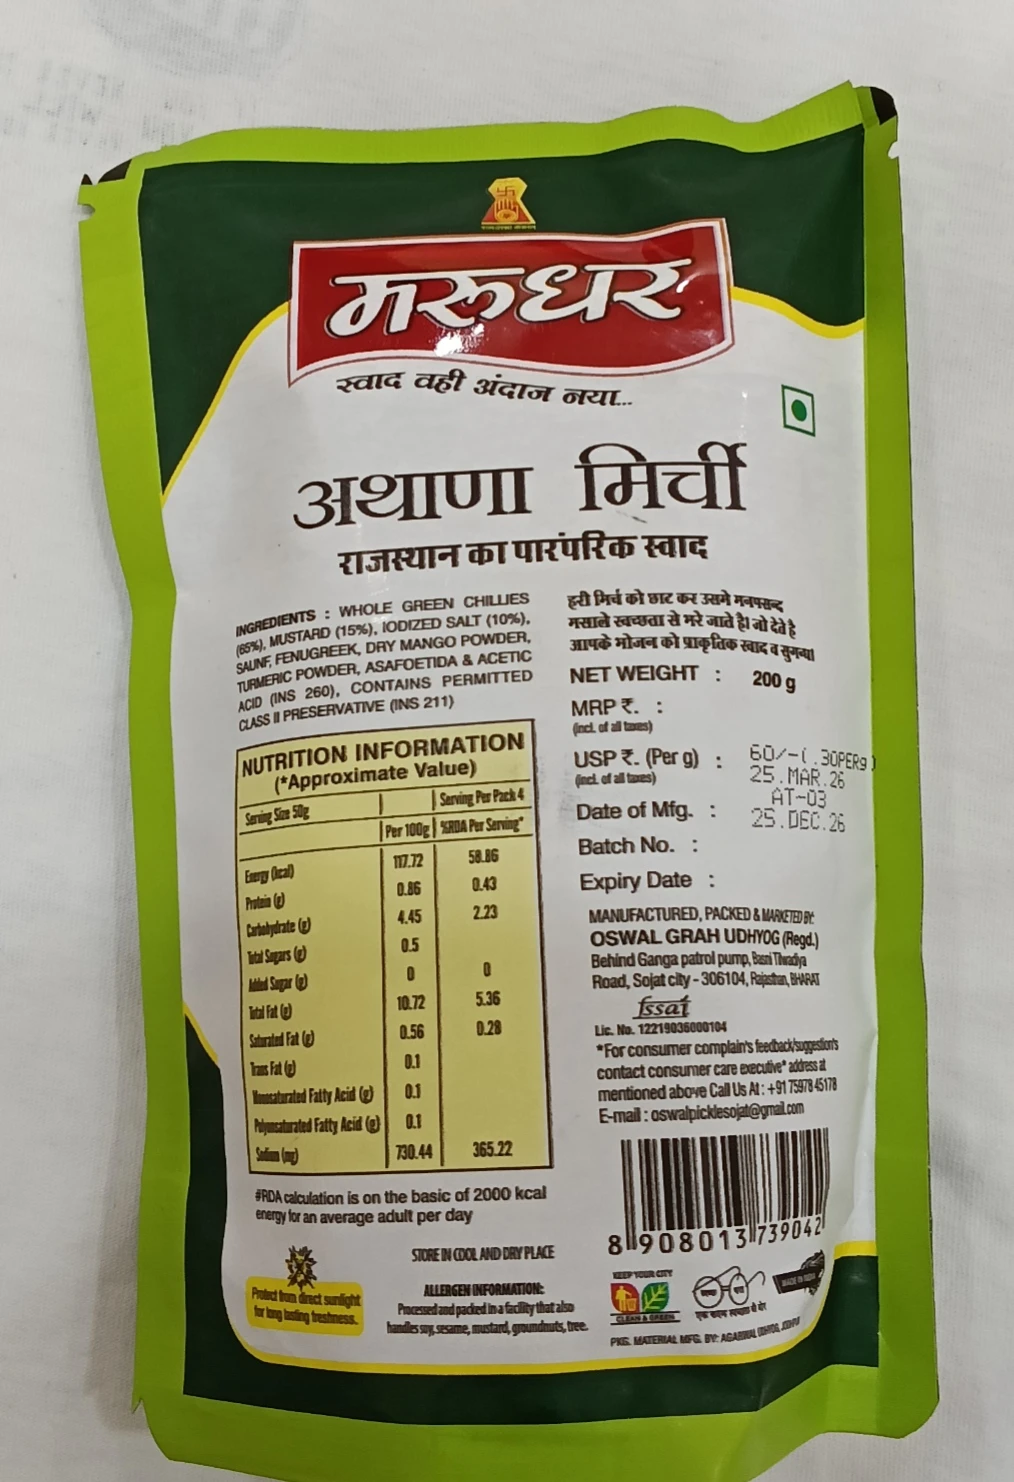 मरुधर
स्वाद वही अंदाज नया...
अथाणा मिर्ची
राजस्थान का पारंपरिक स्वाद
INGREDIENTS : WHOLE GREEN CHILLIES
(65%), MUSTARD (15%), IODIZED SALT (10%),
SAUNF, FENUGREEK, DRY MANGO POWDER,
TURMERIC POWDER, ASAFOETIDA & ACETIC
ACID (INS 260), CONTAINS PERMITTED
CLASS II PRESERVATIVE (INS 211)
NUTRITION INFORMATION
(*Approximate Value)
Serving Size 50g Serving Per Pack 4
Per 100g %RDA Per Serving*
Energy (kcal) 117.72 58.86
Protein (g) 0.86 0.43
Carbohydrate (g) 4.45 2.23
Total Sugars (g) 0.5
Added Sugar (g) 0 0
Total Fat (g) 10.72 5.36
Saturated Fat (g) 0.56 0.28
Trans Fat (g) 0.1
Monosaturated Fatty Acid (g) 0.1
Polyunsaturated Fatty Acid (g) 0.1
Sodium (mg) 730.44 365.22
#RDA calculation is on the basic of 2000 kcal
energy for an average adult per day
Protect from direct sunlight
for long lasting freshness.
STORE IN COOL AND DRY PLACE
ALLERGEN INFORMATION:
Processed and packed in a facility that also
handles soy, sesame, mustard, groundnuts, tree.
हरी मिर्च को छाट कर उसमे मनपसन्द
मसाले स्वच्छता से भरे जाते है। जो देते है
आपके भोजन को प्राकृतिक स्वाद व सुगन्ध।
NET WEIGHT : 200 g
MRP ₹. :
(incl. of all taxes)
USP ₹. (Per g) : 60/-(.30PERg)
(incl. of all taxes) 25.MAR.26
Date of Mfg. : AT-03
25.DEC.26
Batch No. :
Expiry Date :
MANUFACTURED, PACKED & MARKETED BY:
OSWAL GRAH UDHYOG (Regd.)
Behind Ganga patrol pump, Basni Tilwadiya
Road, Sojat city - 306104, Rajasthan, BHARAT
fssai
Lic. No. 12219036000104
*For consumer complain's feedback/suggestion's
contact consumer care executive* address at
mentioned above Call Us At : +91 75978 45178
E-mail : oswalpicklesojat@gmail.com
8 908013 739042
KEEP YOUR CITY
CLEAN & GREEN
एक कदम स्वच्छता की ओर
MADE IN INDIA
PKG. MATERIAL MFG. BY: AGARWAL